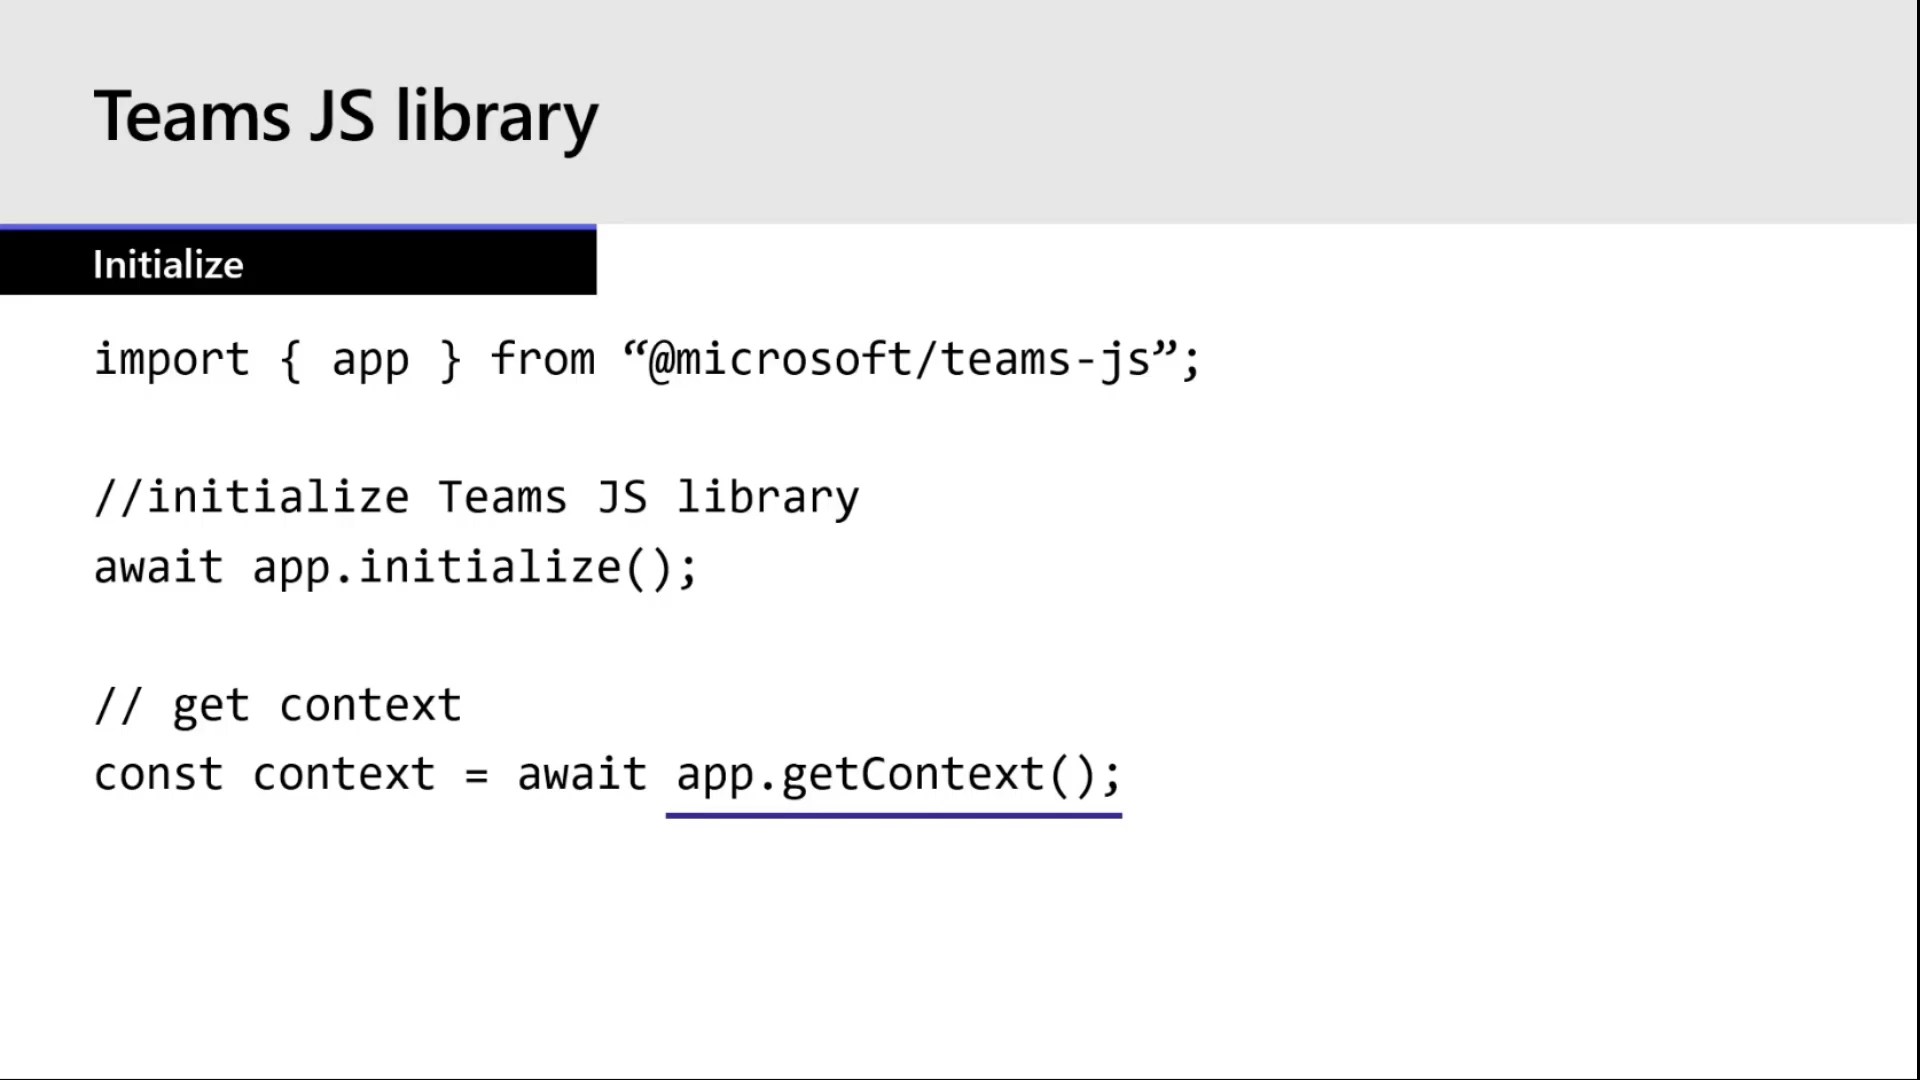 Teams JS library
Initialize
import { app } from “@microsoft/teams-js”;
//initialize Teams JS library
await app.initialize();
// get context
const context = await app.getContext();